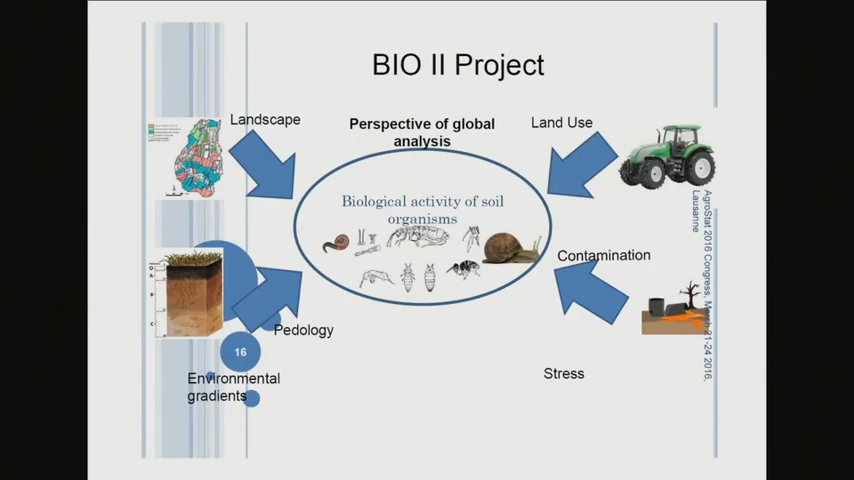 BIO II Project
Landscape
Perspective of global
analysis
Land Use
Biological activity of soil
organisms
Contamination
Pedology
16
Environmental
gradients
Stress
AgroStat 2016 Congress, March 21-24 2016,
Lausanne